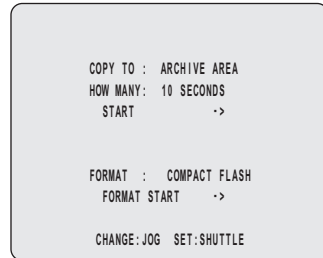 COPY TO : ARCHIVE AREA
HOW MANY: 10 SECONDS
START ->
FORMAT : COMPACT FLASH
FORMAT START ->
CHANGE:JOG SET:SHUTTLE